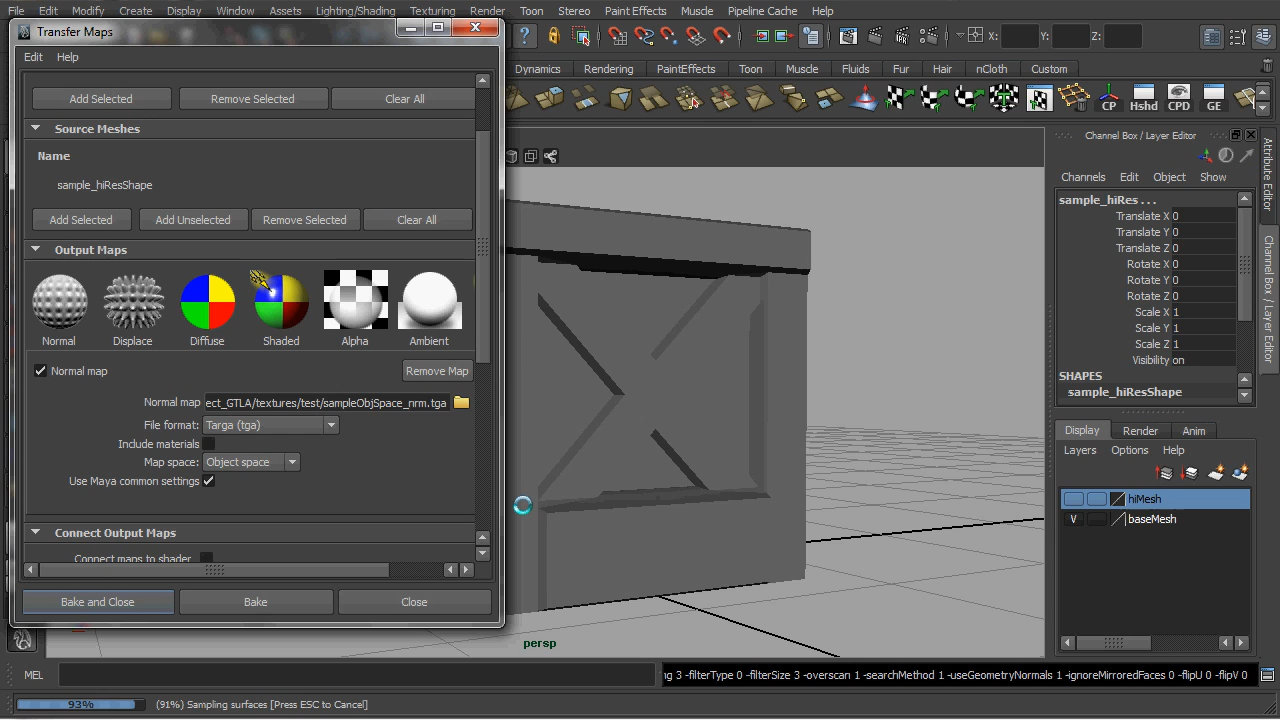 File Edit Modify Create Display Window Assets Lighting/Shading Texturing Render Toon Stereo Paint Effects Muscle Pipeline Cache Help
Transfer Maps
X: Y: Z:
Edit Help
Dynamics Rendering PaintEffects Toon Muscle Fluids Fur Hair nCloth Custom
Add Selected Remove Selected Clear All
CP Hshd CPD GE
Source Meshes
Name
sample_hiResShape
Add Selected Add Unselected Remove Selected Clear All
Output Maps
Normal Displace Diffuse Shaded Alpha Ambient
Normal map Remove Map
Normal map ect_GTLA/textures/test/sampleObjSpace_nrm.tga
File format: Targa (tga)
Include materials
Map space: Object space
Use Maya common settings
Connect Output Maps
Connect maps to shader
Bake and Close Bake Close
persp
Channel Box / Layer Editor
Channels Edit Object Show
sample_hiRes . . .
Translate X 0
Translate Y 0
Translate Z 0
Rotate X 0
Rotate Y 0
Rotate Z 0
Scale X 1
Scale Y 1
Scale Z 1
Visibility on
SHAPES
sample_hiResShape
Display Render Anim
Layers Options Help
hiMesh
V baseMesh
Attribute Editor
Channel Box / Layer Editor
MEL
ng 3 -filterType 0 -filterSize 3 -overscan 1 -searchMethod 1 -useGeometryNormals 1 -ignoreMirroredFaces 0 -flipU 0 -flipV 0
93% (91%) Sampling surfaces [Press ESC to Cancel]